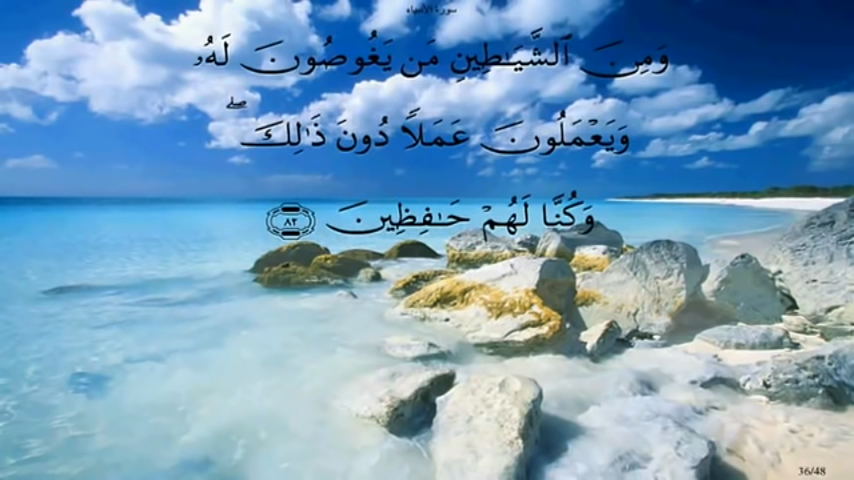 سورة الأنبياء
وَمِنَ ٱلشَّيَـٰطِينِ مَن يَغُوصُونَ لَهُۥ
وَيَعْمَلُونَ عَمَلًا دُونَ ذَٰلِكَ ۖ
وَكُنَّا لَهُمْ حَـٰفِظِينَ ٨٢
36/48